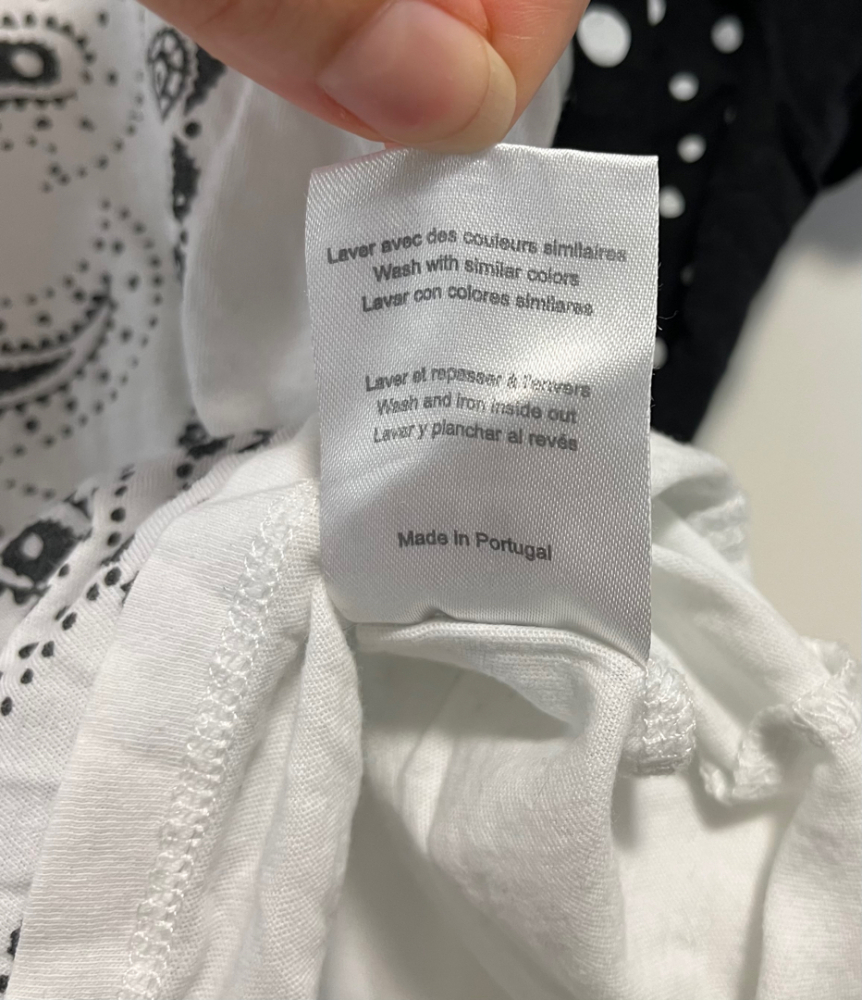 Laver avec des couleurs similaires
Wash with similar colors
Lavar con colores similares
Laver et repasser à l'envers
Wash and iron inside out
Lavar y planchar al revés
Made in Portugal